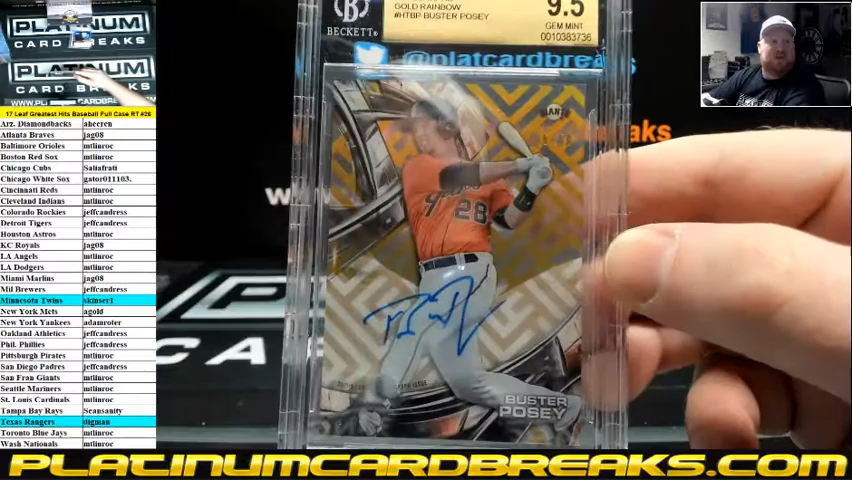 PLATINUM
CARD BREAKS
PLATINUM
CARD BREAKS
17 Leaf Greatest Hits Baseball Full Case RT #26
Arz. Diamondbacks ahecren
Atlanta Braves jag08
Baltimore Orioles mtlinroc
Boston Red Sox mtlinroc
Chicago Cubs Saliafrati
Chicago White Sox gator011103.
Cincinnati Reds mtlinroc
Cleveland Indians mtlinroc
Colorado Rockies jeffcandress
Detroit Tigers jeffcandress
Houston Astros mtlinroc
KC Royals jag08
LA Angels mtlinroc
LA Dodgers mtlinroc
Miami Marlins jag08
Mil Brewers jeffcandress
Minnesota Twins skinser1
New York Mets agold
New York Yankees adamroter
Oakland Athletics jeffcandress
Phil. Phillies jeffcandress
Pittsburgh Pirates mtlinroc
San Diego Padres jeffcandress
San Fran Giants mtlinroc
Seattle Mariners mtlinroc
St. Louis Cardinals mtlinroc
Tampa Bay Rays Seansanity
Texas Rangers digman
Toronto Blue Jays mtlinroc
Wash Nationals mtlinroc
BECKETT
GOLD RAINBOW
#HTBP BUSTER POSEY
9.5
GEM MINT
0010383736
@platcardbreaks
GIANTS
28
BUSTER
POSEY
PLATINUMCARDBREAKS.COM